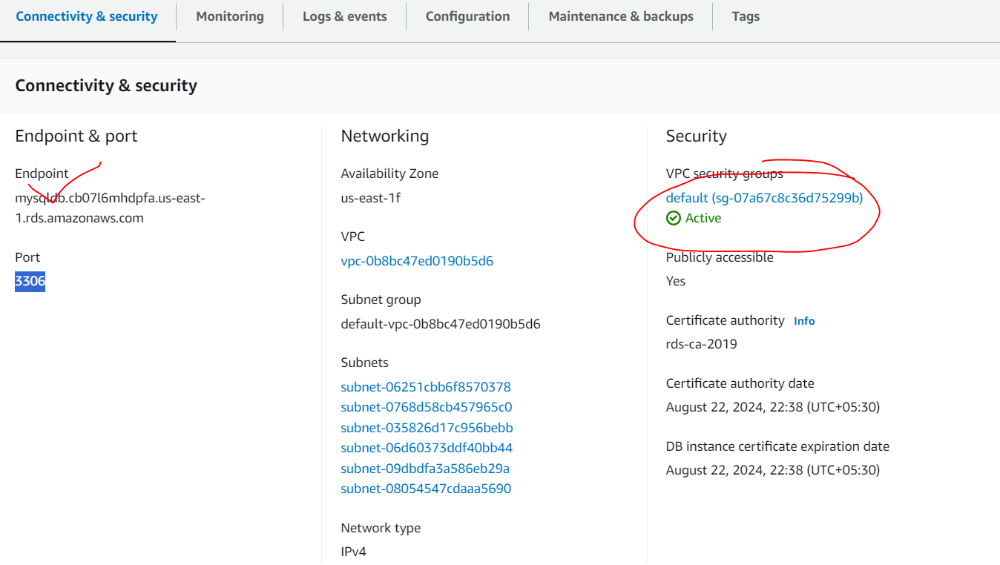 Connectivity & security
Monitoring
Logs & events
Configuration
Maintenance & backups
Tags
Connectivity & security
Endpoint & port
Endpoint
mysqldb.cb07l6mhdpfa.us-east-
1.rds.amazonaws.com
Port
3306
Networking
Availability Zone
us-east-1f
VPC
vpc-0b8bc47ed0190b5d6
Subnet group
default-vpc-0b8bc47ed0190b5d6
Subnets
subnet-06251cbb6f8570378
subnet-0768d58cb457965c0
subnet-035826d17c956bebb
subnet-06d60373ddf40bb44
subnet-09dbdfa3a586eb29a
subnet-08054547cdaaa5690
Network type
IPv4
Security
VPC security groups
default (sg-07a67c8c36d75299b)
Active
Publicly accessible
Yes
Certificate authority Info
rds-ca-2019
Certificate authority date
August 22, 2024, 22:38 (UTC+05:30)
DB instance certificate expiration date
August 22, 2024, 22:38 (UTC+05:30)